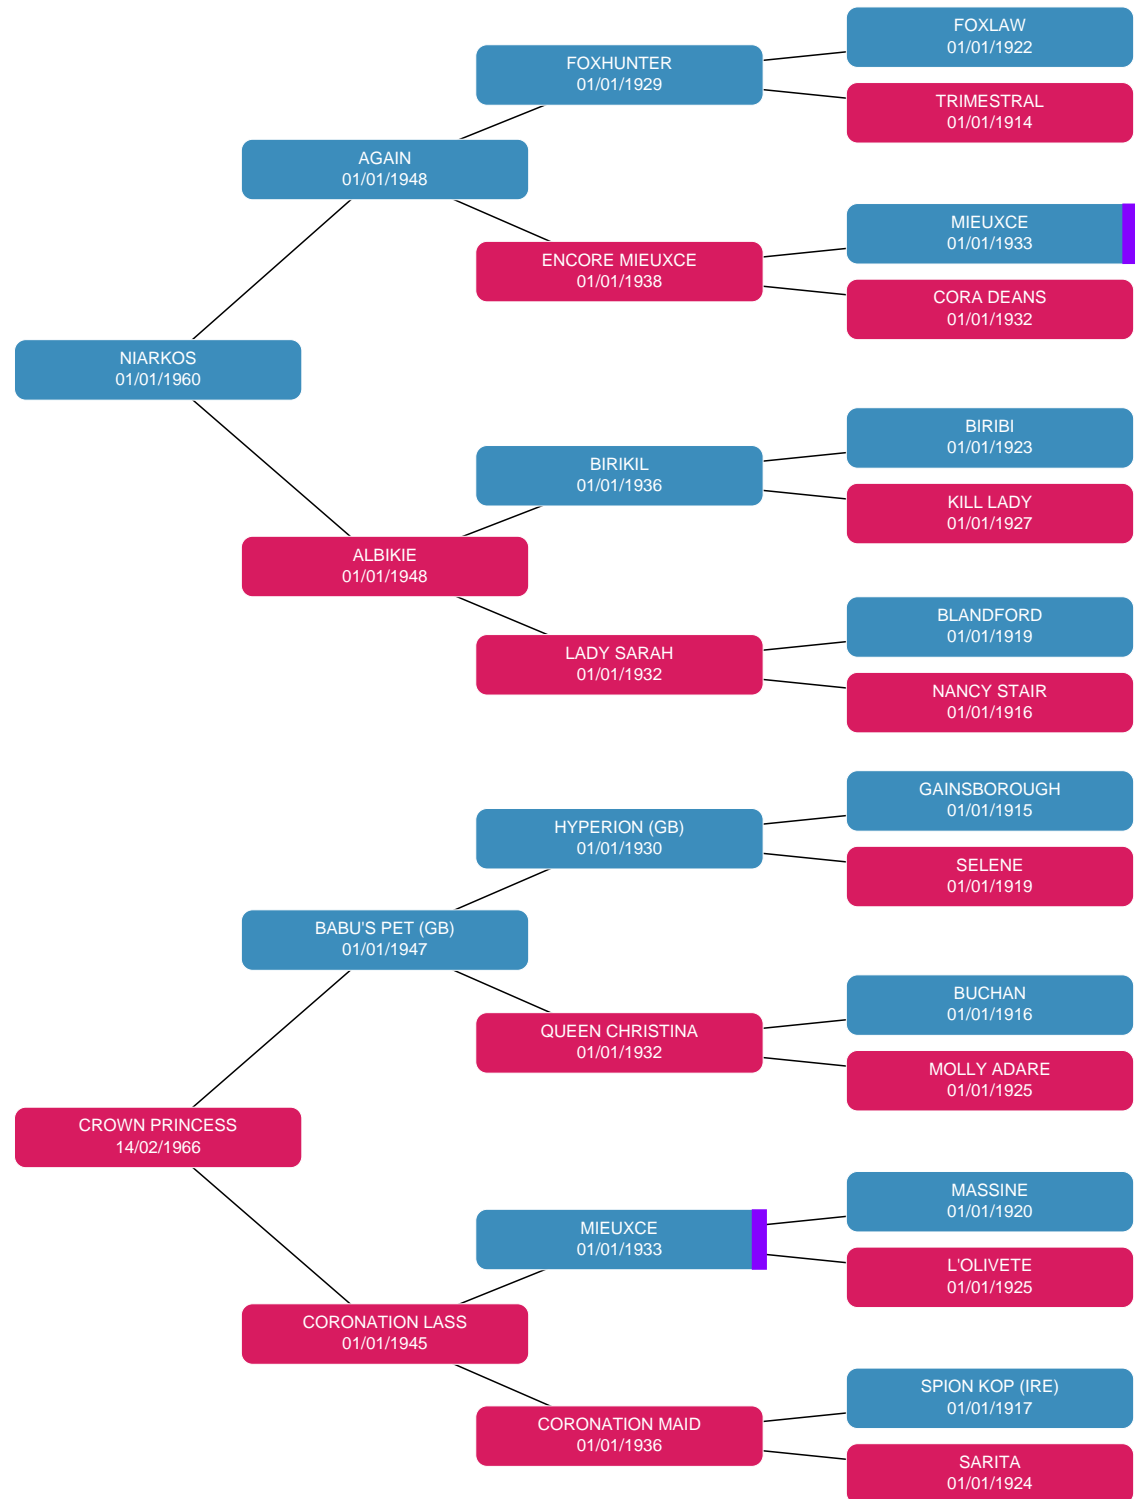 FOXLAW
01/01/1922
FOXHUNTER
01/01/1929
TRIMESTRAL
01/01/1914
AGAIN
01/01/1948
MIEUXCE
01/01/1933
ENCORE MIEUXCE
01/01/1938
CORA DEANS
01/01/1932
NIARKOS
01/01/1960
BIRIBI
01/01/1923
BIRIKIL
01/01/1936
KILL LADY
01/01/1927
ALBIKIE
01/01/1948
BLANDFORD
01/01/1919
LADY SARAH
01/01/1932
NANCY STAIR
01/01/1916
GAINSBOROUGH
01/01/1915
HYPERION (GB)
01/01/1930
SELENE
01/01/1919
BABU'S PET (GB)
01/01/1947
BUCHAN
01/01/1916
QUEEN CHRISTINA
01/01/1932
MOLLY ADARE
01/01/1925
CROWN PRINCESS
14/02/1966
MASSINE
01/01/1920
MIEUXCE
01/01/1933
L'OLIVETE
01/01/1925
CORONATION LASS
01/01/1945
SPION KOP (IRE)
01/01/1917
CORONATION MAID
01/01/1936
SARITA
01/01/1924